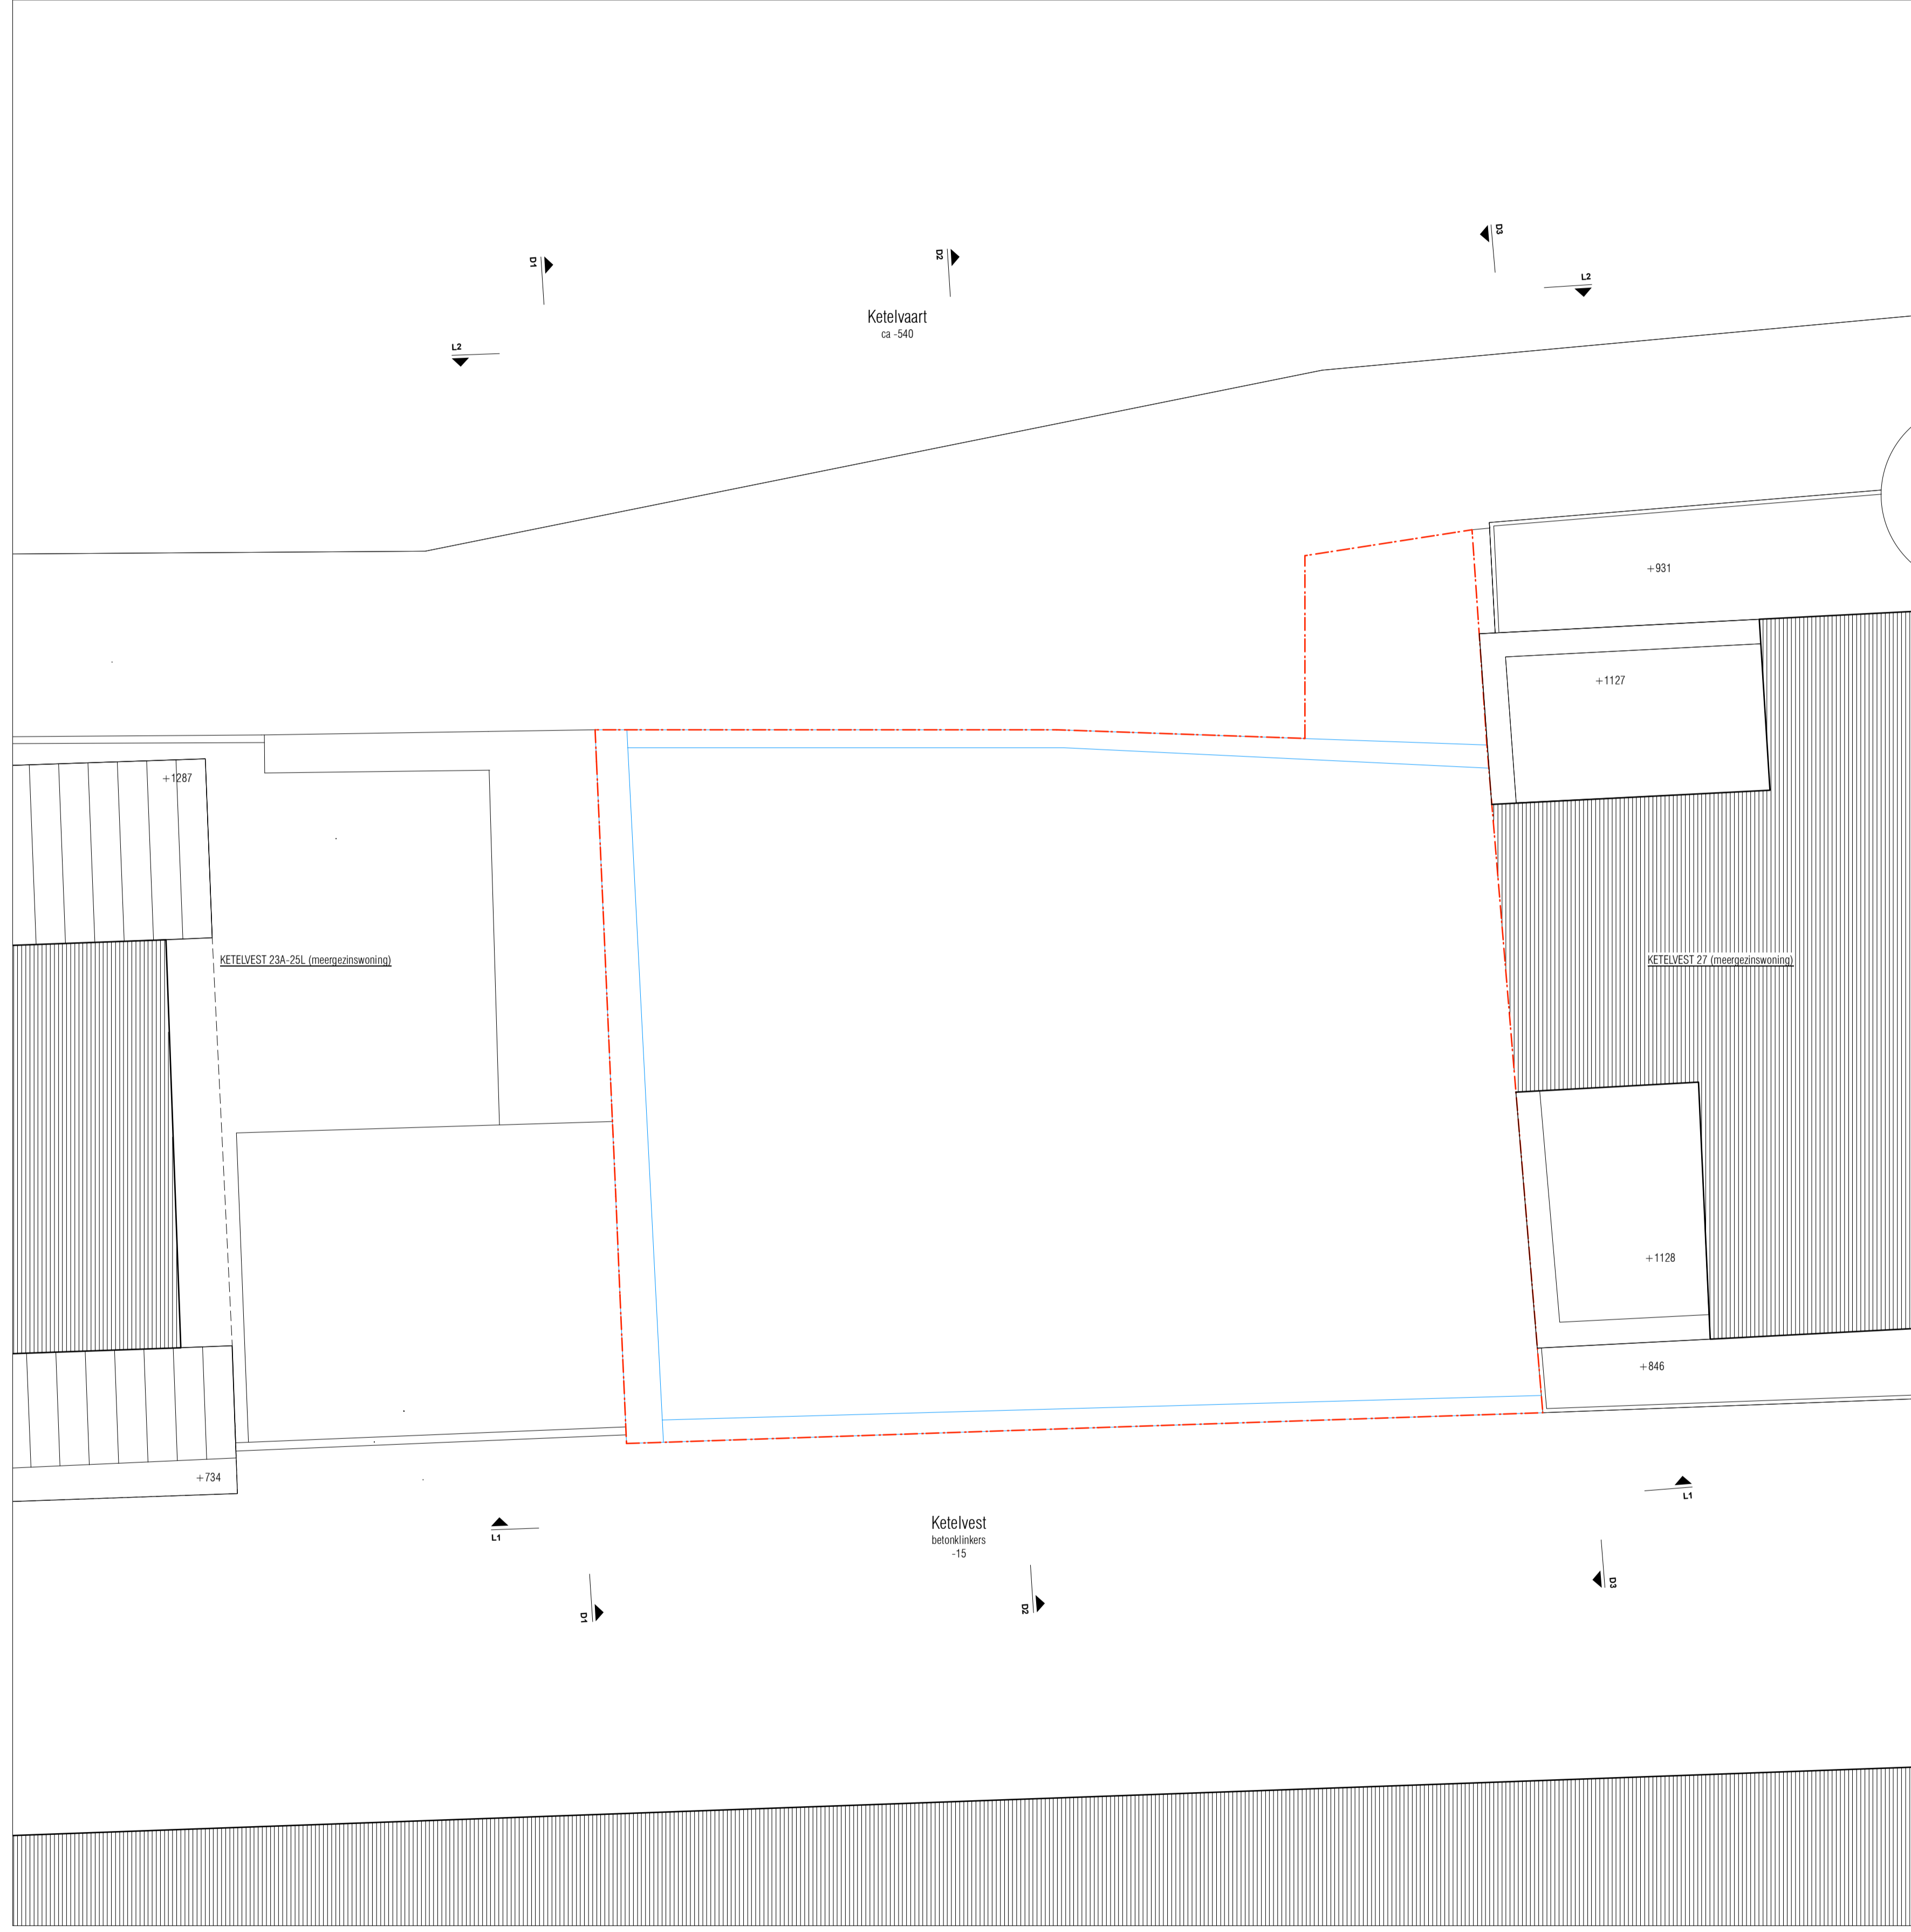 D3
D2
D1
L2
Ketelvaart
ca -540
L2
+931
+1127
+1287
KETELVEST 23A-25L (meergezinswoning)
KETELVEST 27 (meergezinswoning)
+1128
+846
+734
L1
Ketelvest
betonklinkers
-15
L1
D3
D2
D1